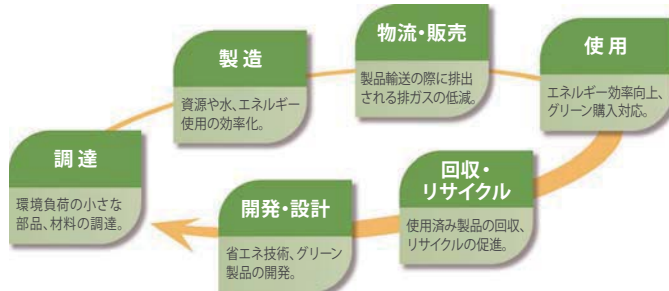 調達
環境負荷の小さな
部品、材料の調達。
製造
資源や水、エネルギー
使用の効率化。
物流・販売
製品輸送の際に排出
される排ガスの低減。
使用
エネルギー効率向上、
グリーン購入対応。
回収・
リサイクル
使用済み製品の回収、
リサイクルの促進。
開発・設計
省エネ技術、グリーン
製品の開発。